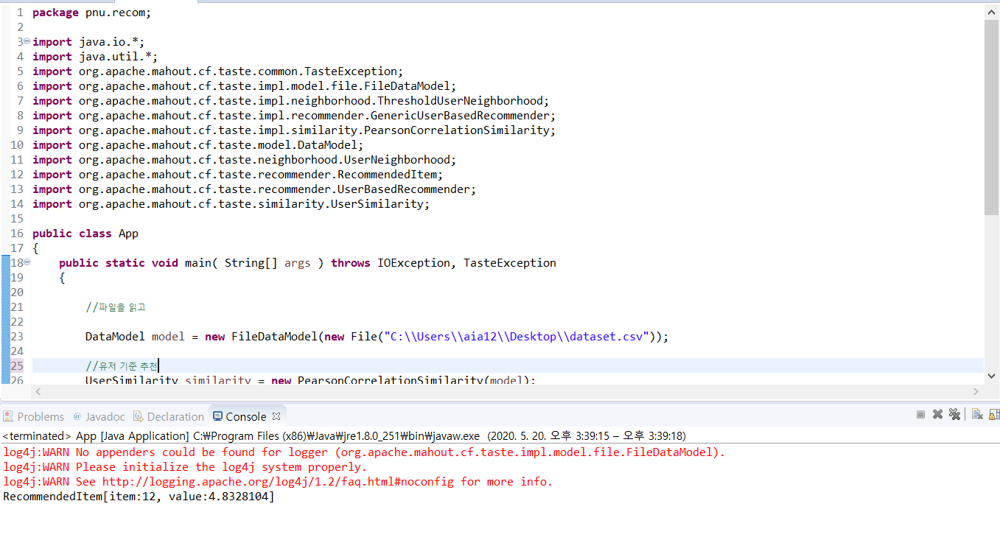 1 package pnu.recom;
2
3 import java.io.*;
4 import java.util.*;
5 import org.apache.mahout.cf.taste.common.TasteException;
6 import org.apache.mahout.cf.taste.impl.model.file.FileDataModel;
7 import org.apache.mahout.cf.taste.impl.neighborhood.ThresholdUserNeighborhood;
8 import org.apache.mahout.cf.taste.impl.recommender.GenericUserBasedRecommender;
9 import org.apache.mahout.cf.taste.impl.similarity.PearsonCorrelationSimilarity;
10 import org.apache.mahout.cf.taste.model.DataModel;
11 import org.apache.mahout.cf.taste.neighborhood.UserNeighborhood;
12 import org.apache.mahout.cf.taste.recommender.RecommendedItem;
13 import org.apache.mahout.cf.taste.recommender.UserBasedRecommender;
14 import org.apache.mahout.cf.taste.similarity.UserSimilarity;
15
16 public class App
17 {
18 public static void main( String[] args ) throws IOException, TasteException
19 {
20
21 //파일을 읽고
22
23 DataModel model = new FileDataModel(new File("C:\\Users\\aia12\\Desktop\\dataset.csv"));
24
25 //유저 기준 추천
26 UserSimilarity similarity = new PearsonCorrelationSimilarity(model);
Problems @ Javadoc Declaration Console
<terminated> App [Java Application] C:₩Program Files (x86)₩Java₩jre1.8.0_251₩bin₩javaw.exe (2020. 5. 20. 오후 3:39:15 – 오후 3:39:18)
log4j:WARN No appenders could be found for logger (org.apache.mahout.cf.taste.impl.model.file.FileDataModel).
log4j:WARN Please initialize the log4j system properly.
log4j:WARN See http://logging.apache.org/log4j/1.2/faq.html#noconfig for more info.
RecommendedItem[item:12, value:4.8328104]